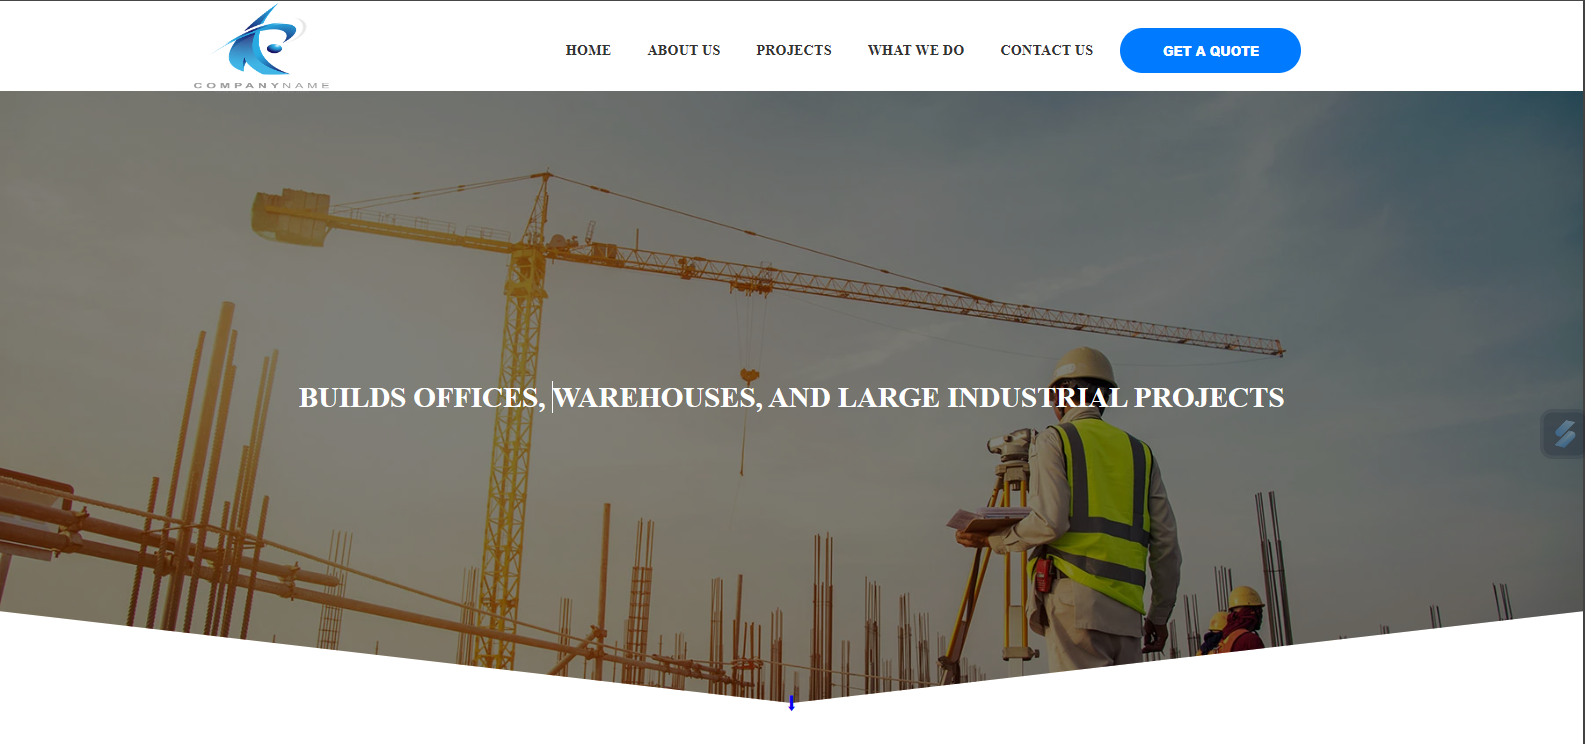 COMPANYNAME
HOME ABOUT US PROJECTS WHAT WE DO CONTACT US GET A QUOTE
BUILDS OFFICES, WAREHOUSES, AND LARGE INDUSTRIAL PROJECTS